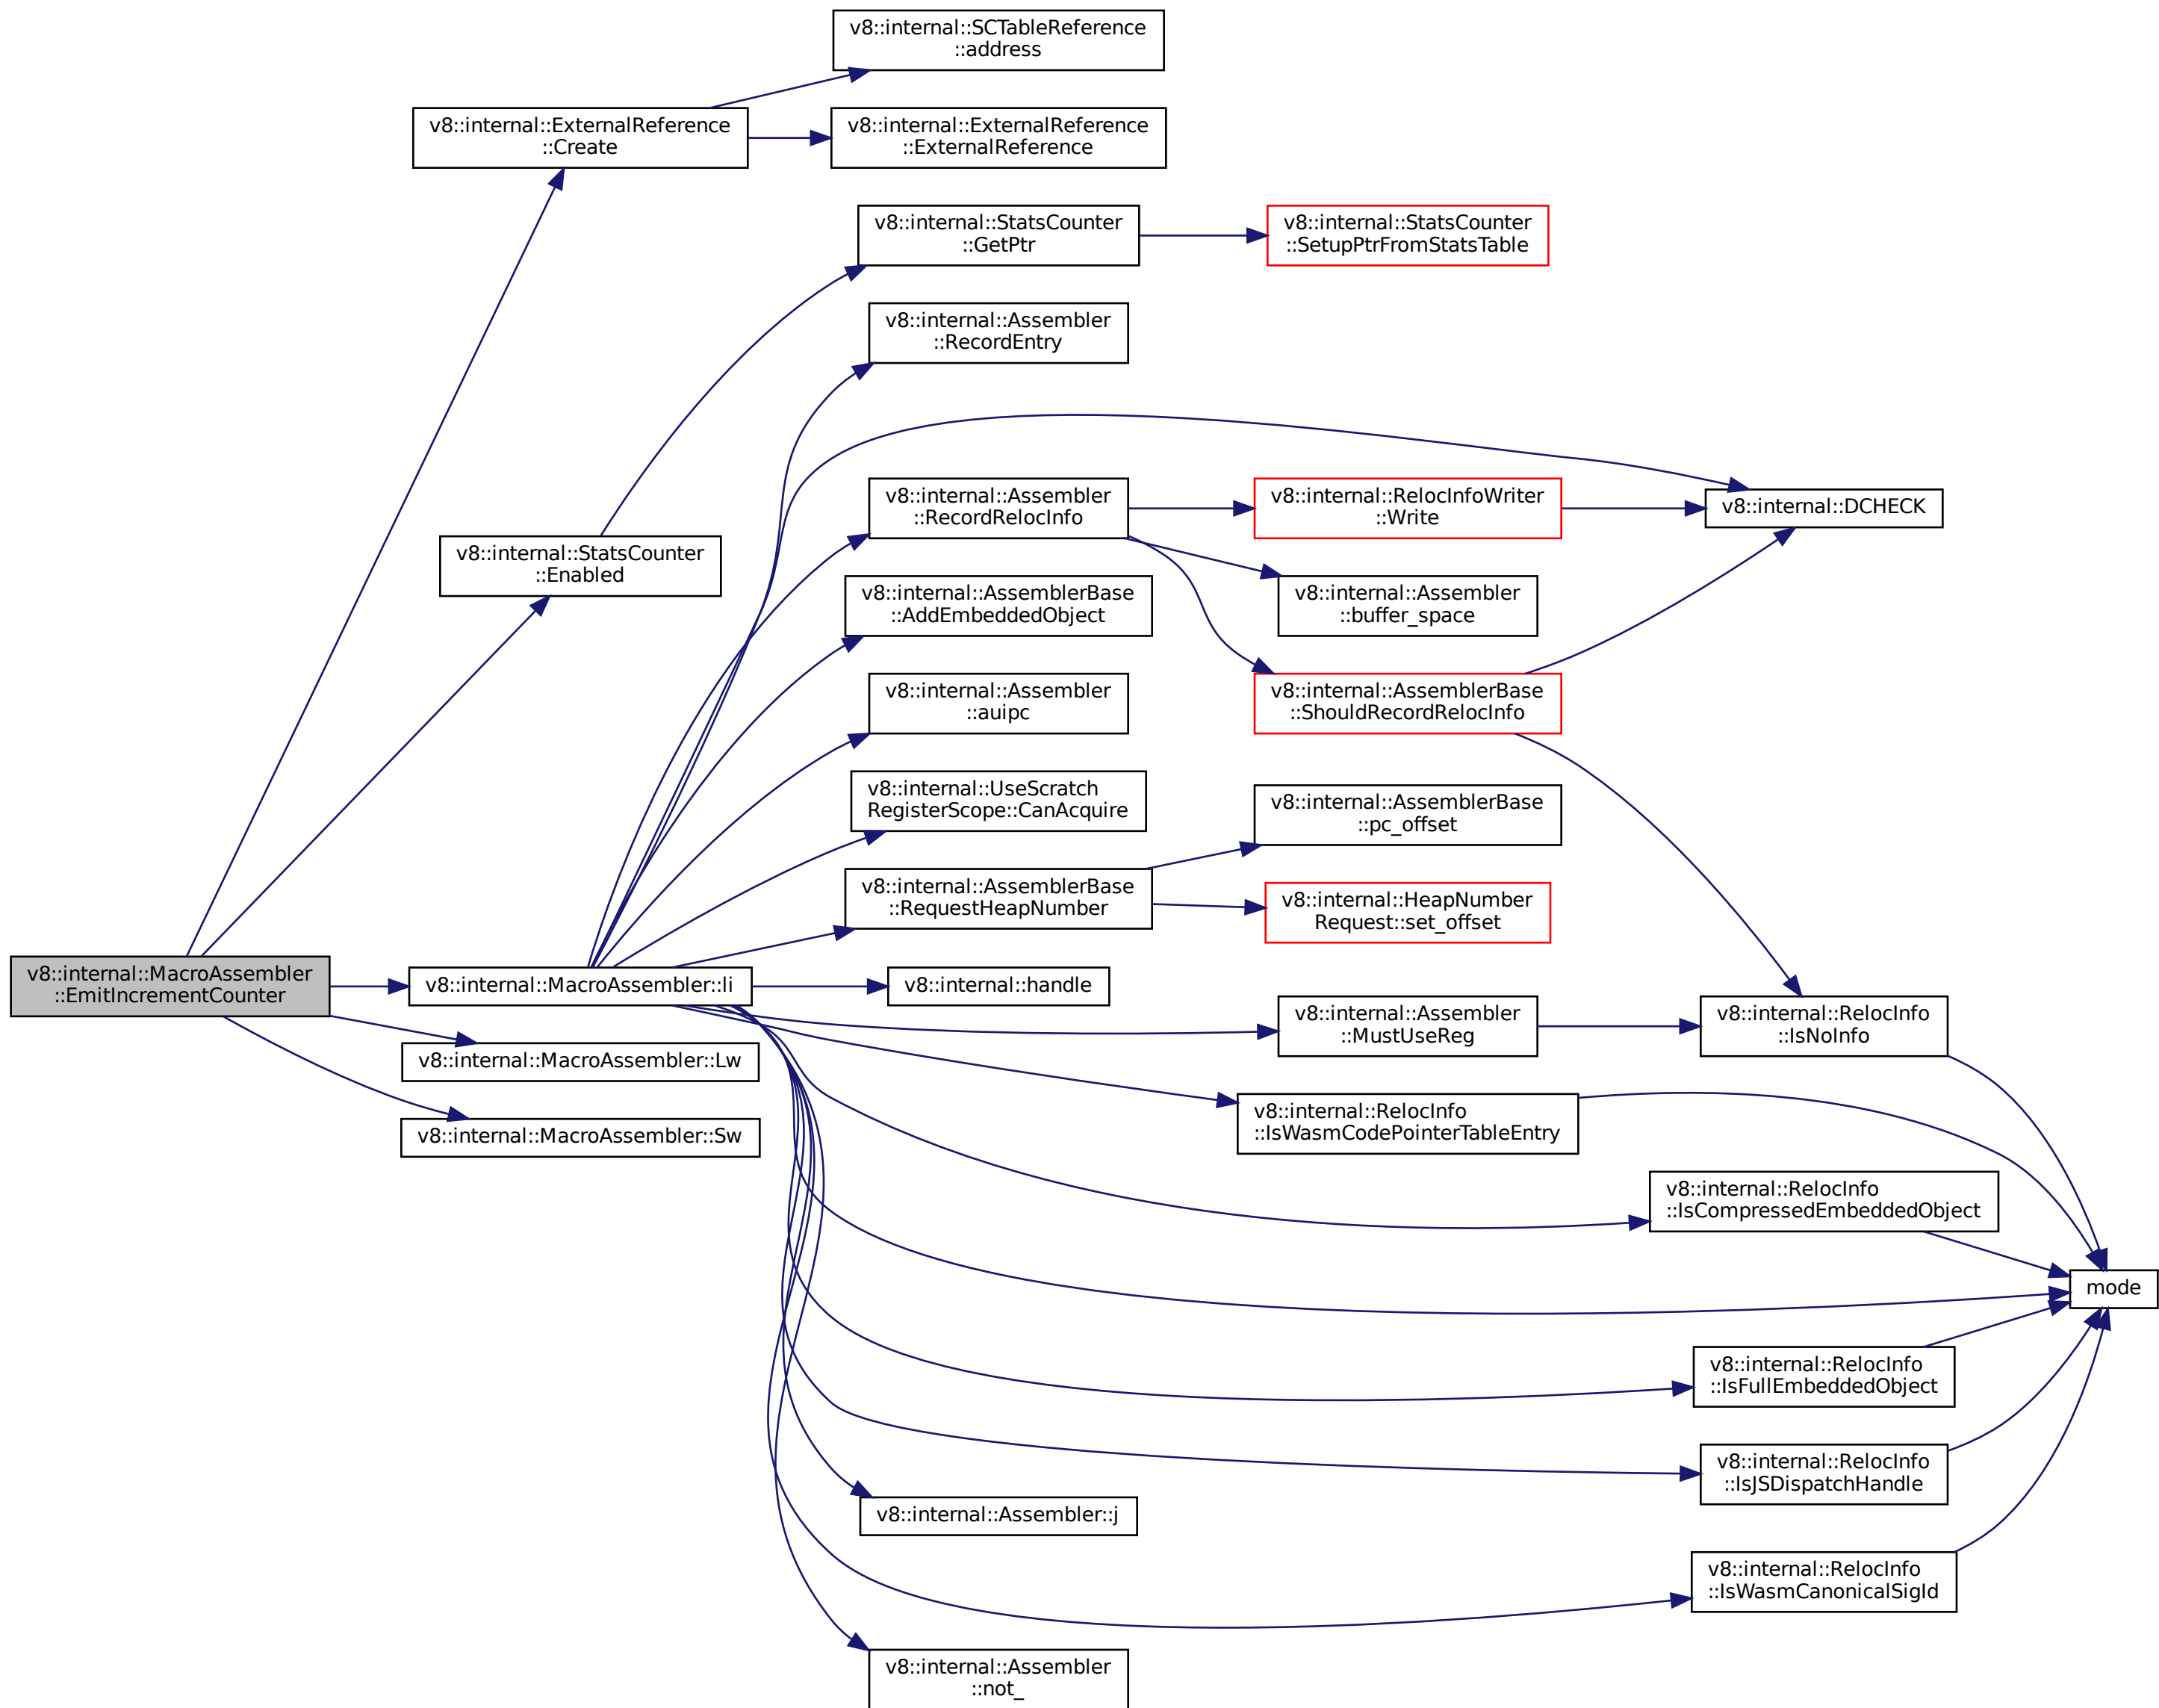 v8::internal::SCTableReference
::address
v8::internal::ExternalReference
::Create
v8::internal::ExternalReference
::ExternalReference
v8::internal::StatsCounter
::GetPtr
v8::internal::StatsCounter
::SetupPtrFromStatsTable
v8::internal::Assembler
::RecordEntry
v8::internal::Assembler
::RecordRelocInfo
v8::internal::RelocInfoWriter
::Write
v8::internal::DCHECK
v8::internal::StatsCounter
::Enabled
v8::internal::AssemblerBase
::AddEmbeddedObject
v8::internal::Assembler
::buffer_space
v8::internal::Assembler
::auipc
v8::internal::AssemblerBase
::ShouldRecordRelocInfo
v8::internal::UseScratch
RegisterScope::CanAcquire
v8::internal::AssemblerBase
::pc_offset
v8::internal::AssemblerBase
::RequestHeapNumber
v8::internal::HeapNumber
Request::set_offset
v8::internal::MacroAssembler
::EmitIncrementCounter
v8::internal::MacroAssembler::li
v8::internal::handle
v8::internal::Assembler
::MustUseReg
v8::internal::RelocInfo
::IsNoInfo
v8::internal::MacroAssembler::Lw
v8::internal::MacroAssembler::Sw
v8::internal::RelocInfo
::IsWasmCodePointerTableEntry
v8::internal::RelocInfo
::IsCompressedEmbeddedObject
mode
v8::internal::RelocInfo
::IsFullEmbeddedObject
v8::internal::RelocInfo
::IsJSDispatchHandle
v8::internal::Assembler::j
v8::internal::RelocInfo
::IsWasmCanonicalSigId
v8::internal::Assembler
::not_